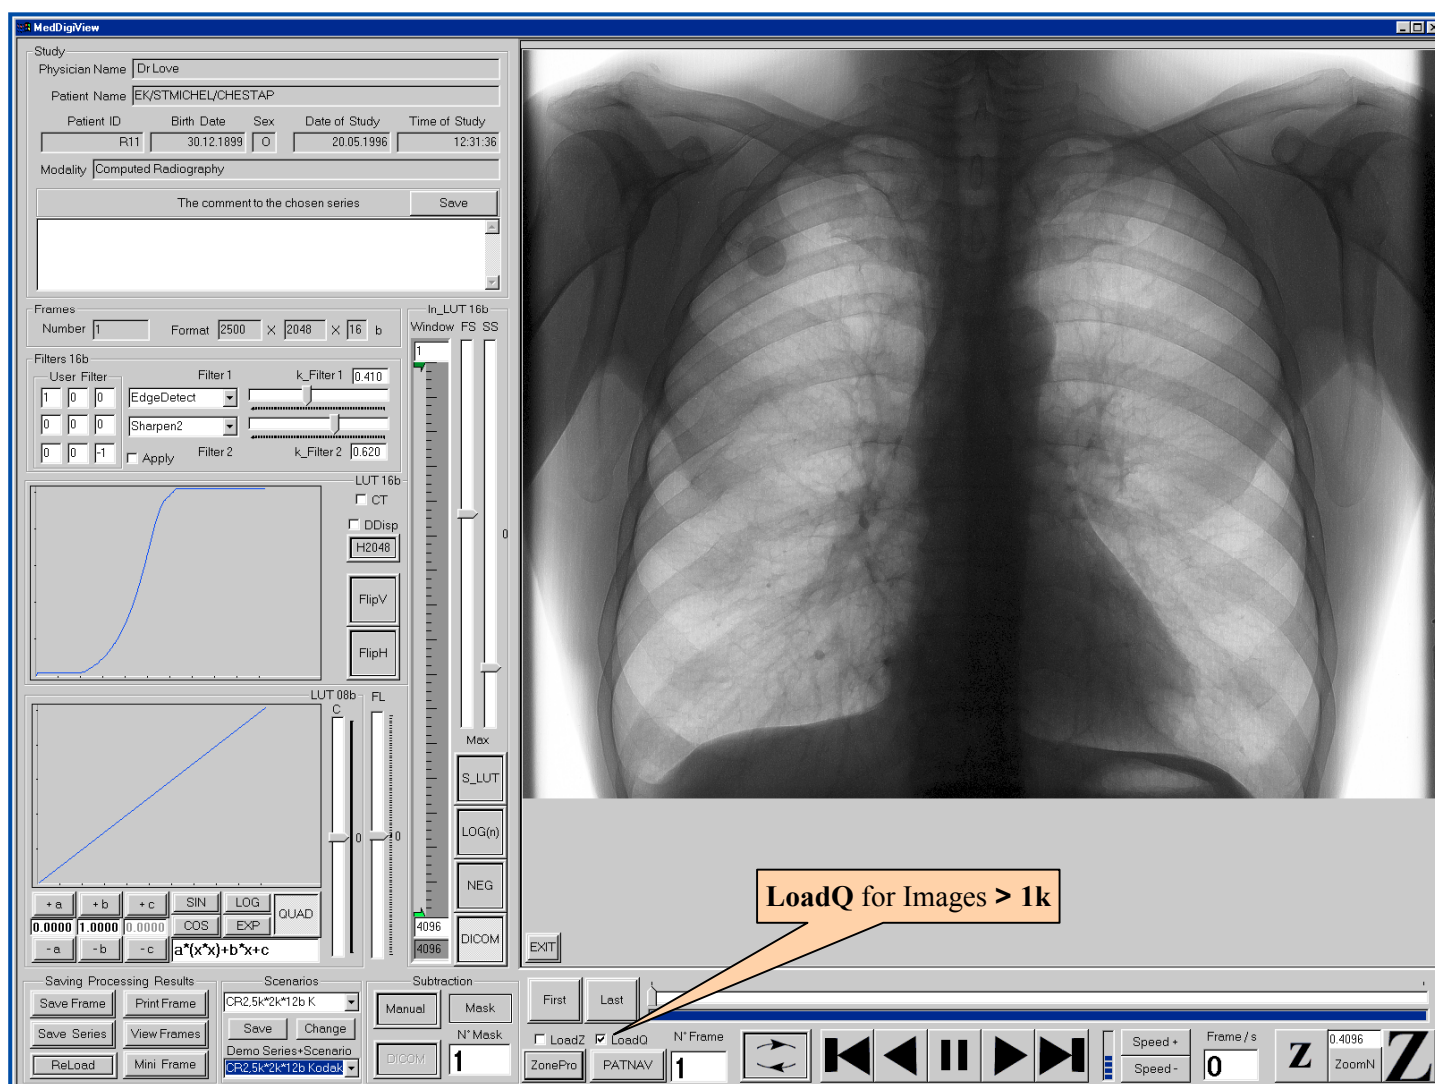 MedDigiView
Study
Physician Name Dr Love
Patient Name EK/STMICHEL/CHESTAP
Patient ID Birth Date Sex Date of Study Time of Study
R11 30.12.1899 O 20.05.1996 12:31:36
Modality Computed Radiography
The comment to the chosen series Save
Frames
Number 1 Format 2500 X 2048 X 16 b
In_LUT 16b
Window FS SS
1
Filters 16b
User Filter Filter 1 k_Filter 1 0.410
1 0 0 EdgeDetect
0 0 0 Sharpen2
0 0 -1 Apply Filter 2 k_Filter 2 0.620
LUT 16b
CT
DDisp
H2048
0
FlipV
FlipH
LUT 08b FL
C
Max
S_LUT
LOG(n)
0 0
NEG
LoadQ for Images > 1k
+ a + b + c SIN LOG QUAD
0.0000 1.0000 0.0000 COS EXP
- a - b - c a*(x*x)+b*x+c
4096
4096
DICOM
EXIT
Saving Processing Results Scenarios Subtraction
Save Frame Print Frame CR2,5k*2k*12b K Manual Mask First Last
Save Series View Frames Save Change N°Mask LoadZ LoadQ N°Frame Speed + Frame / s 0.4096
Demo Series+Scenario
ReLoad Mini Frame CR2,5k*2k*12b Kodak DICOM 1 ZonePro PATNAV 1 Speed - 0 Z ZoomN Z